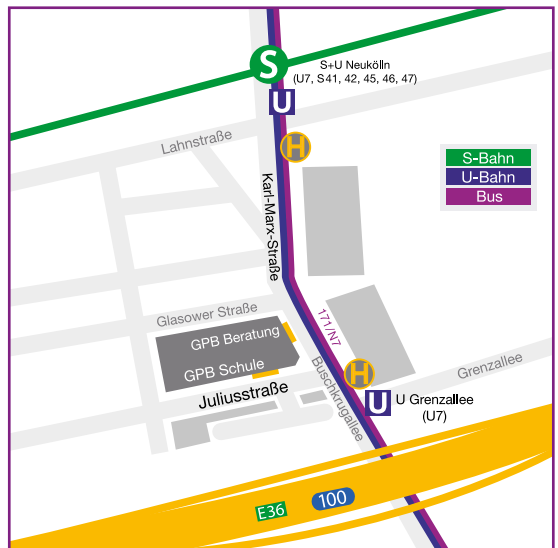 S
S+U Neukölln
(U7, S41, 42, 45, 46, 47)
U
Lahnstraße
H
S-Bahn
U-Bahn
Bus
Karl-Marx-Straße
Glasower Straße
171/N7
GPB Beratung
GPB Schule
Buschkrugallee
H
Grenzallee
Juliusstraße
U
U Grenzallee
(U7)
E36
100